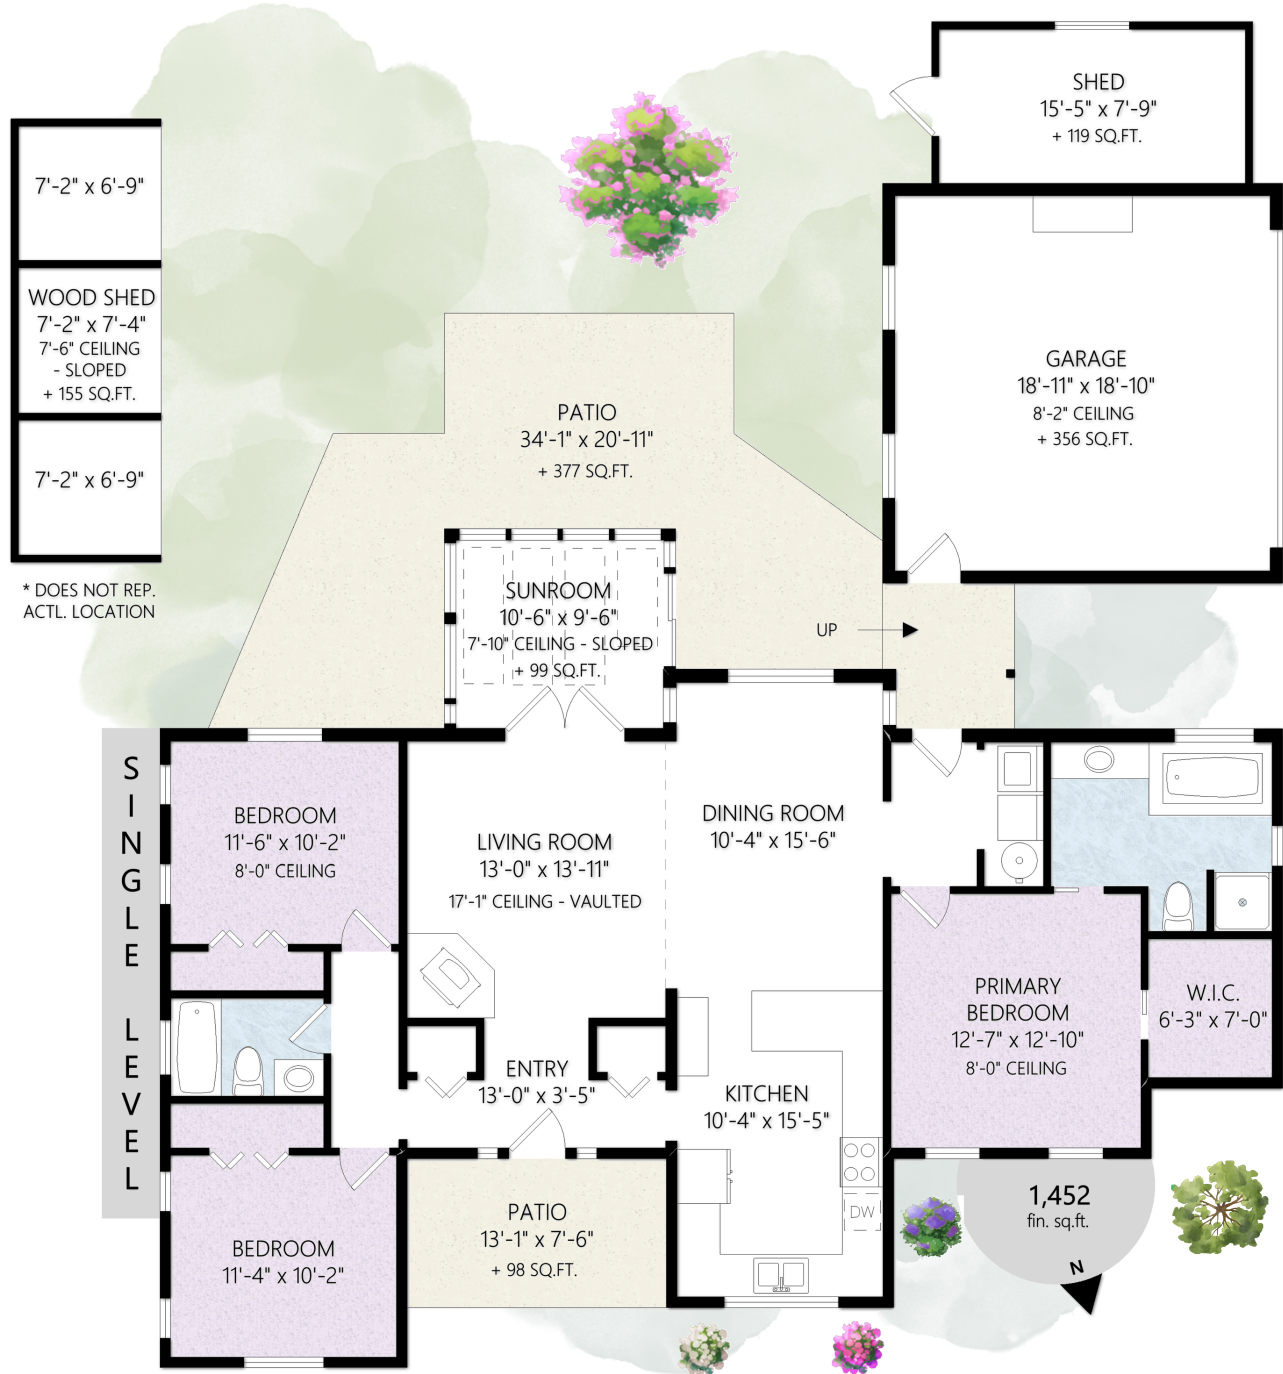 SHED
15'-5" x 7'-9"
+ 119 SQ.FT.
7'-2" x 6'-9"
WOOD SHED
7'-2" x 7'-4"
7'-6" CEILING
- SLOPED
+ 155 SQ.FT.
7'-2" x 6'-9"
* DOES NOT REP.
ACTL. LOCATION
GARAGE
18'-11" x 18'-10"
8'-2" CEILING
+ 356 SQ.FT.
PATIO
34'-1" x 20'-11"
+ 377 SQ.FT.
SUNROOM
10'-6" x 9'-6"
7'-10" CEILING - SLOPED
+ 99 SQ.FT.
UP
SINGLE LEVEL
BEDROOM
11'-6" x 10'-2"
8'-0" CEILING
LIVING ROOM
13'-0" x 13'-11"
17'-1" CEILING - VAULTED
DINING ROOM
10'-4" x 15'-6"
PRIMARY
BEDROOM
12'-7" x 12'-10"
8'-0" CEILING
W.I.C.
6'-3" x 7'-0"
ENTRY
13'-0" x 3'-5"
KITCHEN
10'-4" x 15'-5"
DW
BEDROOM
11'-4" x 10'-2"
PATIO
13'-1" x 7'-6"
+ 98 SQ.FT.
1,452
fin. sq.ft.
N